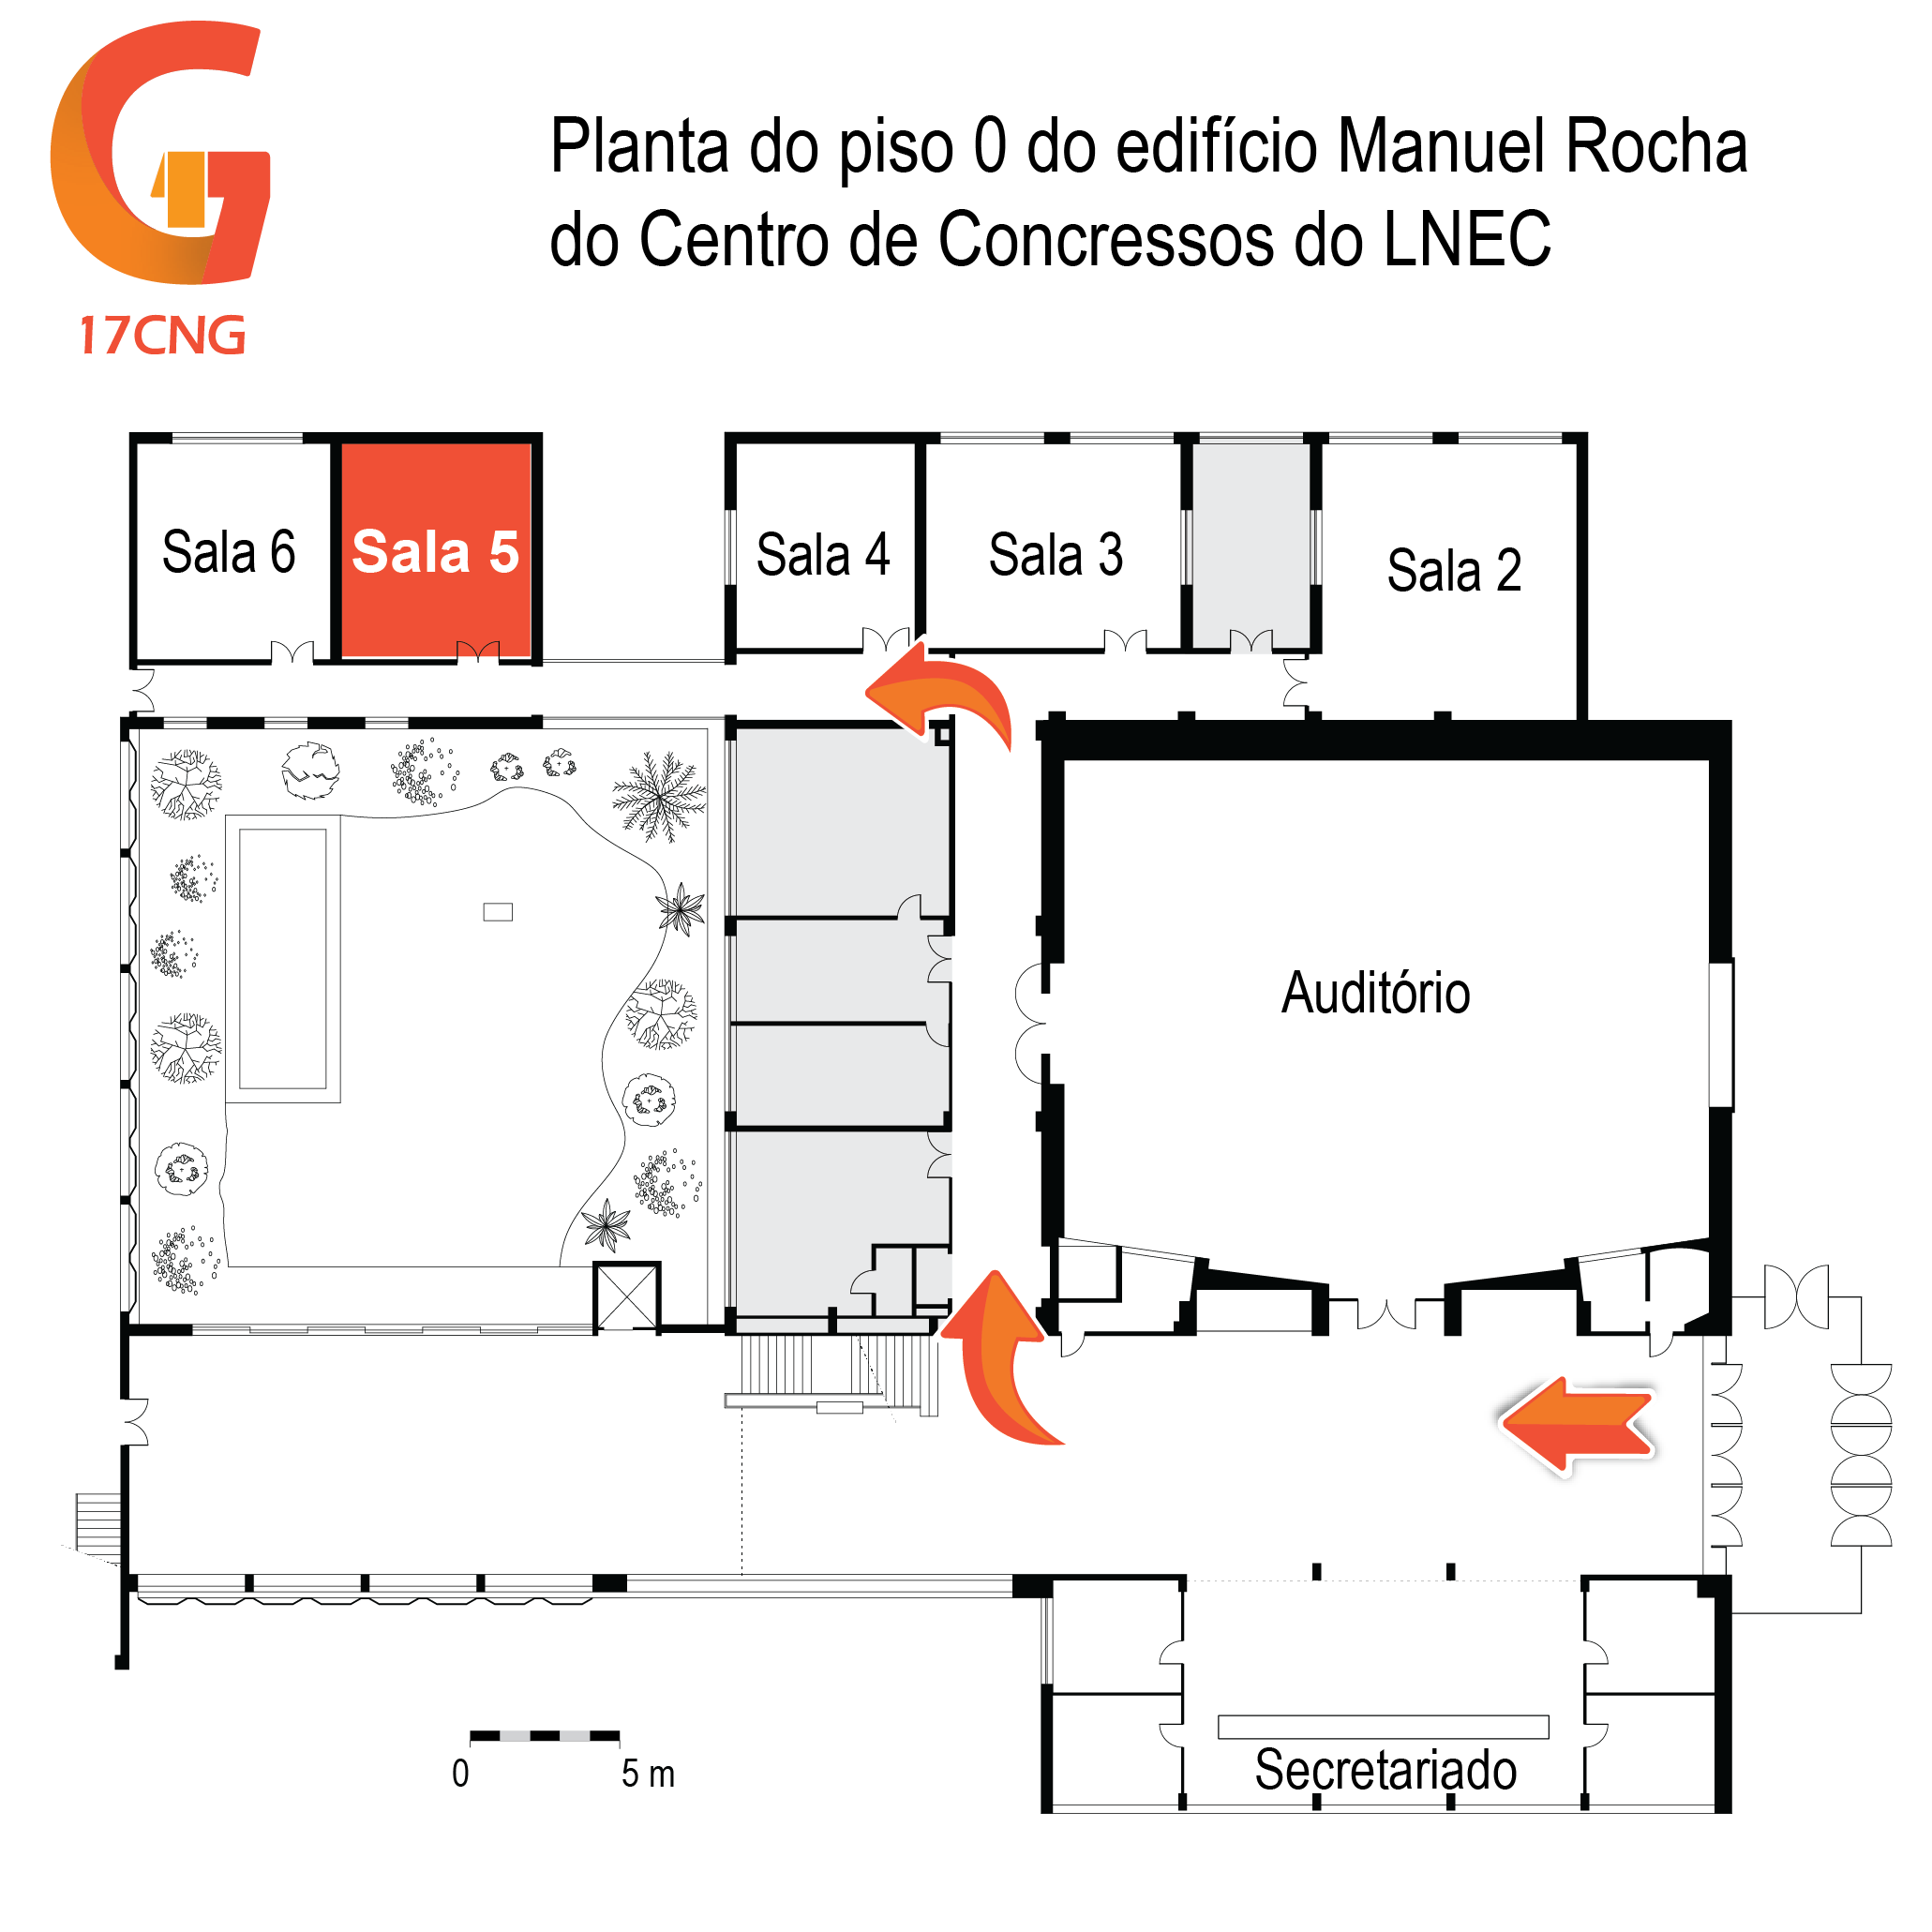 17CNG
Planta do piso 0 do edifício Manuel Rocha
do Centro de Concressos do LNEC
Sala 6
Sala 5
Sala 4
Sala 3
Sala 2
Auditório
Secretariado
0 5 m